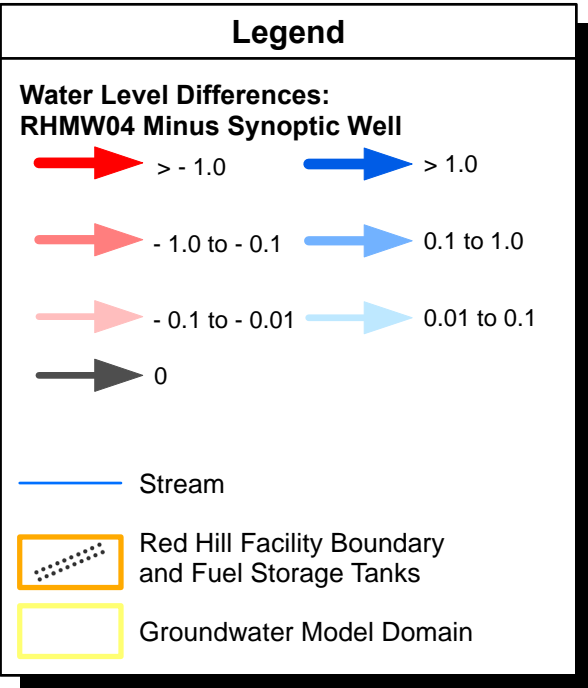 Legend
Water Level Differences:
RHMW04 Minus Synoptic Well
> - 1.0
> 1.0
- 1.0 to - 0.1
0.1 to 1.0
- 0.1 to - 0.01
0.01 to 0.1
0
Stream
Red Hill Facility Boundary
and Fuel Storage Tanks
Groundwater Model Domain